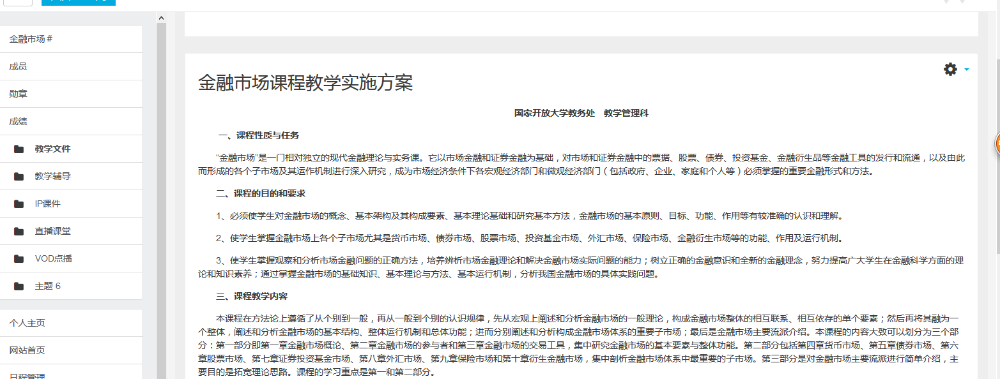 金融市场#
成员
勋章
成绩
教学文件
教学辅导
IP课件
直播课堂
VOD点播
主题 6
个人主页
网站首页
日程管理
金融市场课程教学实施方案
国家开放大学教务处 教学管理科
一、课程性质与任务
“金融市场”是一门相对独立的现代金融理论与实务课。它以市场金融和证券金融为基础，对市场和证券金融中的票据、股票、债券、投资基金、金融衍生品等金融工具的发行和流通，以及由此
而形成的各个子市场及其运作机制进行深入研究，成为市场经济条件下各宏观经济部门和微观经济部门（包括政府、企业、家庭和个人等）必须掌握的重要金融形式和方法。
二、课程的目的和要求
1、必须使学生对金融市场的概念、基本架构及其构成要素、基本理论基础和研究基本方法，金融市场的基本原则、目标、功能、作用等有较准确的认识和理解。
2、使学生掌握金融市场上各个子市场尤其是货币市场、债券市场、股票市场、投资基金市场、外汇市场、保险市场、金融衍生市场等的功能、作用及运行机制。
3、使学生掌握观察和分析市场金融问题的正确方法，培养辨析市场金融理论和解决金融市场实际问题的能力；树立正确的金融意识和全新的金融理念，努力提高广大学生在金融科学方面的理
论和知识素养；通过掌握金融市场的基础知识、基本理论与方法、基本运行机制，分析我国金融市场的具体实践问题。
三、课程教学内容
本课程在方法论上遵循了从个别到一般，再从一般到个别的认识规律，先从宏观上阐述和分析金融市场的一般理论，构成金融市场整体的相互联系、相互依存的单个要素；然后再将其融为一
个整体，阐述和分析金融市场的基本结构、整体运行机制和总体功能；进而分别阐述和分析构成金融市场体系的重要子市场；最后是金融市场主要流派介绍。本课程的内容大致可以划分为三个部
分：第一部分即第一章金融市场概论、第二章金融市场的参与者和第三章金融市场的交易工具，集中研究金融市场的基本要素与整体功能。第二部分包括第四章货币市场、第五章债券市场、第六
章股票市场、第七章证券投资基金市场、第八章外汇市场、第九章保险市场和第十章衍生金融市场，集中剖析金融市场体系中最重要的子市场。第三部分是对金融市场主要流派进行简单介绍，主
要目的是拓宽理论思路。课程的学习重点是第一和第二部分。